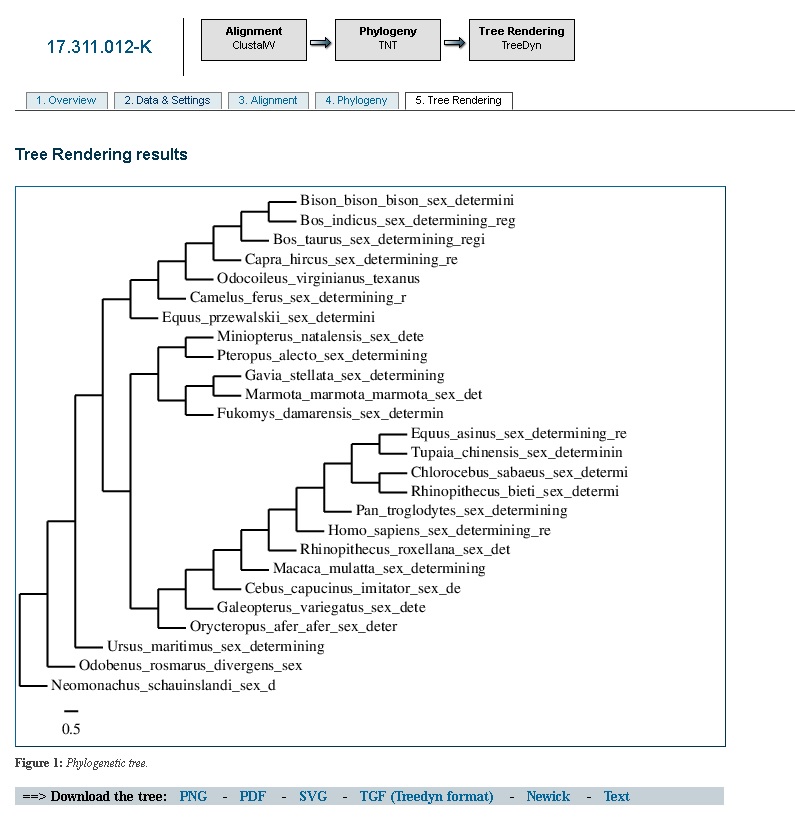 17.311.012-K
Alignment
ClustalW
Phylogeny
TNT
Tree Rendering
TreeDyn
1. Overview
2. Data & Settings
3. Alignment
4. Phylogeny
5. Tree Rendering
Tree Rendering results
Bison_bison_bison_sex_determini
Bos_indicus_sex_determining_reg
Bos_taurus_sex_determining_regi
Capra_hircus_sex_determining_re
Odocoileus_virginianus_texanus
Camelus_ferus_sex_determining_r
Equus_przewalskii_sex_determini
Miniopterus_natalensis_sex_dete
Pteropus_alecto_sex_determining
Gavia_stellata_sex_determining
Marmota_marmota_marmota_sex_det
Fukomys_damarensis_sex_determin
Equus_asinus_sex_determining_re
Tupaia_chinensis_sex_determinin
Chlorocebus_sabaeus_sex_determi
Rhinopithecus_bieti_sex_determi
Pan_troglodytes_sex_determining
Homo_sapiens_sex_determining_re
Rhinopithecus_roxellana_sex_det
Macaca_mulatta_sex_determining
Cebus_capucinus_imitator_sex_de
Galeopterus_variegatus_sex_dete
Orycteropus_afer_afer_sex_deter
Ursus_maritimus_sex_determining
Odobenus_rosmarus_divergens_sex
Neomonachus_schauinslandi_sex_d
0.5
Figure 1: Phylogenetic tree.
==> Download the tree: PNG - PDF - SVG - TGF (Treedyn format) - Newick - Text